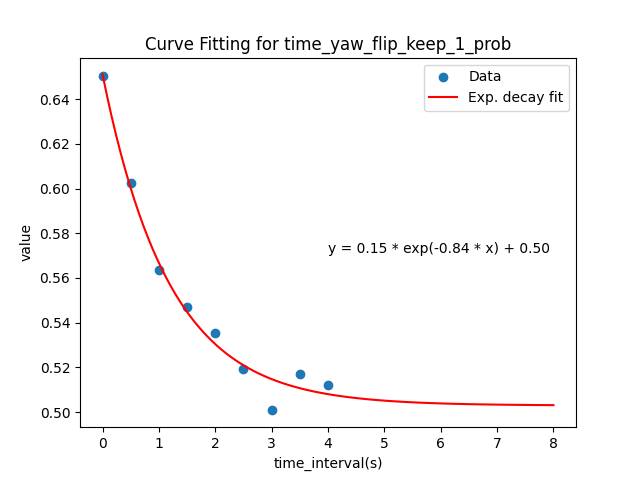 Curve Fitting for time_yaw_flip_keep_1_prob
Data
Exp. decay fit
0.64
0.62
0.60
0.58
0.56
0.54
0.52
0.50
value
y = 0.15 * exp(-0.84 * x) + 0.50
0 1 2 3 4 5 6 7 8
time_interval(s)